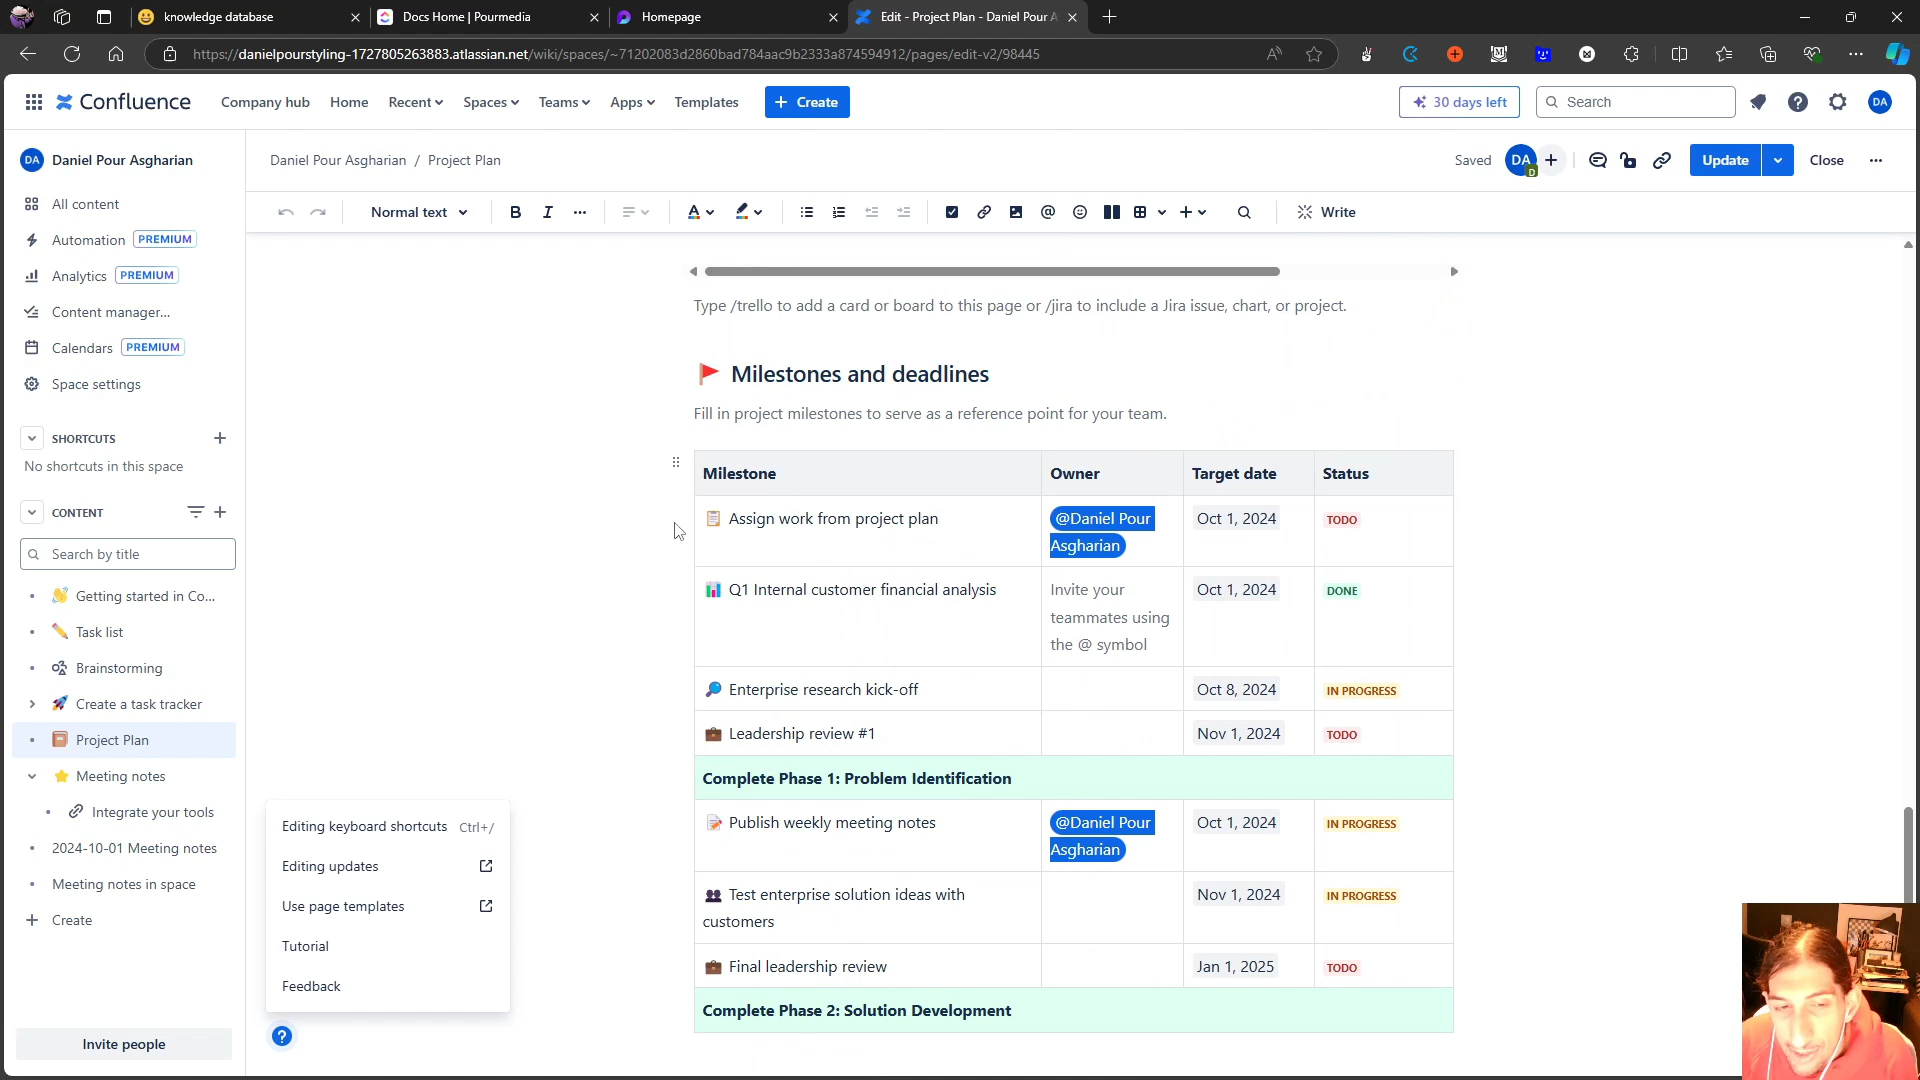 knowledge database
Docs Home | Pourmedia
Homepage
Edit - Project Plan - Daniel Pour A
https://danielpourstyling-1727805263883.atlassian.net/wiki/spaces/~71202083d2860bad784aac9b2333a874594912/pages/edit-v2/98445
Confluence
Company hub
Home
Recent
Spaces
Teams
Apps
Templates
+ Create
30 days left
Search
DA
DA
Daniel Pour Asgharian
Daniel Pour Asgharian / Project Plan
Saved
DA
D
Update
Close
All content
Automation PREMIUM
Analytics PREMIUM
Content manager...
Calendars PREMIUM
Space settings
Normal text
B
I
A
Write
SHORTCUTS
No shortcuts in this space
CONTENT
Search by title
Getting started in Co...
Task list
Brainstorming
Create a task tracker
Project Plan
Meeting notes
Integrate your tools
2024-10-01 Meeting notes
Meeting notes in space
Create
Invite people
Editing keyboard shortcuts Ctrl+/
Editing updates
Use page templates
Tutorial
Feedback
?
Type /trello to add a card or board to this page or /jira to include a Jira issue, chart, or project.
Milestones and deadlines
Fill in project milestones to serve as a reference point for your team.
Milestone Owner Target date Status
Assign work from project plan @Daniel Pour Oct 1, 2024 TODO
Asgharian
Q1 Internal customer financial analysis Invite your Oct 1, 2024 DONE
teammates using
the @ symbol
Enterprise research kick-off Oct 8, 2024 IN PROGRESS
Leadership review #1 Nov 1, 2024 TODO
Complete Phase 1: Problem Identification
Publish weekly meeting notes @Daniel Pour Oct 1, 2024 IN PROGRESS
Asgharian
Test enterprise solution ideas with Nov 1, 2024 IN PROGRESS
customers
Final leadership review Jan 1, 2025 TODO
Complete Phase 2: Solution Development